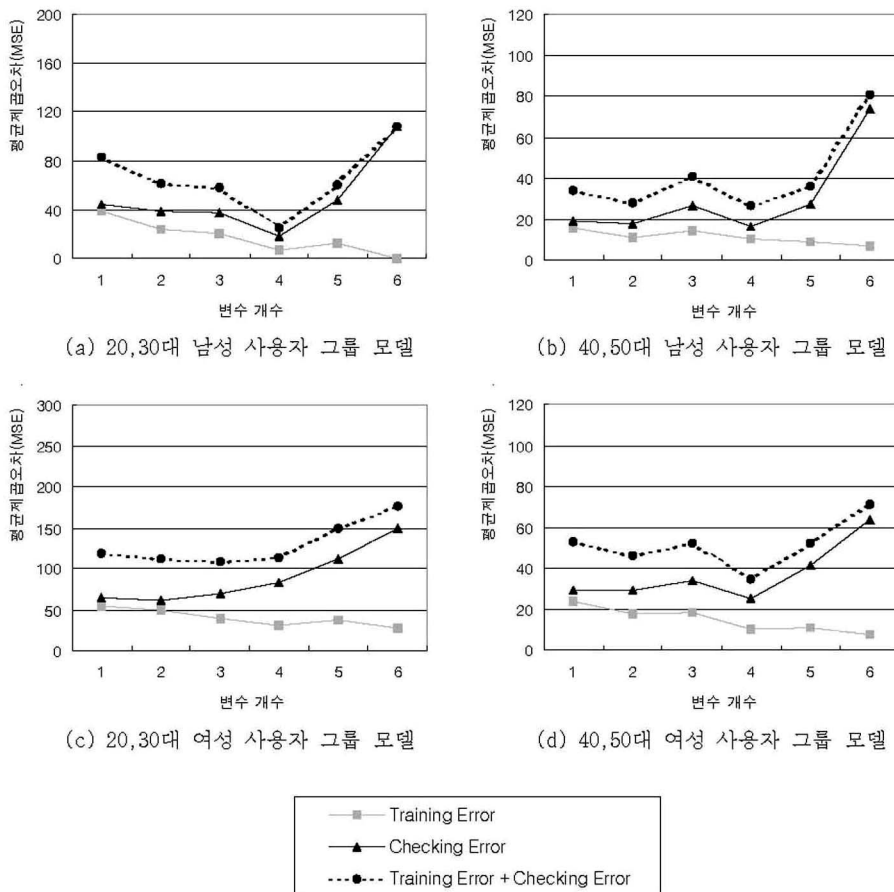 평균제곱오차(MSE)
200
160
120
80
40
0
1 2 3 4 5 6
변수 개수
(a) 20,30대 남성 사용자 그룹 모델
평균제곱오차(MSE)
120
100
80
60
40
20
0
1 2 3 4 5 6
변수 개수
(b) 40,50대 남성 사용자 그룹 모델
평균제곱오차(MSE)
300
250
200
150
100
50
0
1 2 3 4 5 6
변수 개수
(c) 20,30대 여성 사용자 그룹 모델
평균제곱오차(MSE)
120
100
80
60
40
20
0
1 2 3 4 5 6
변수 개수
(d) 40,50대 여성 사용자 그룹 모델
Training Error
Checking Error
Training Error + Checking Error